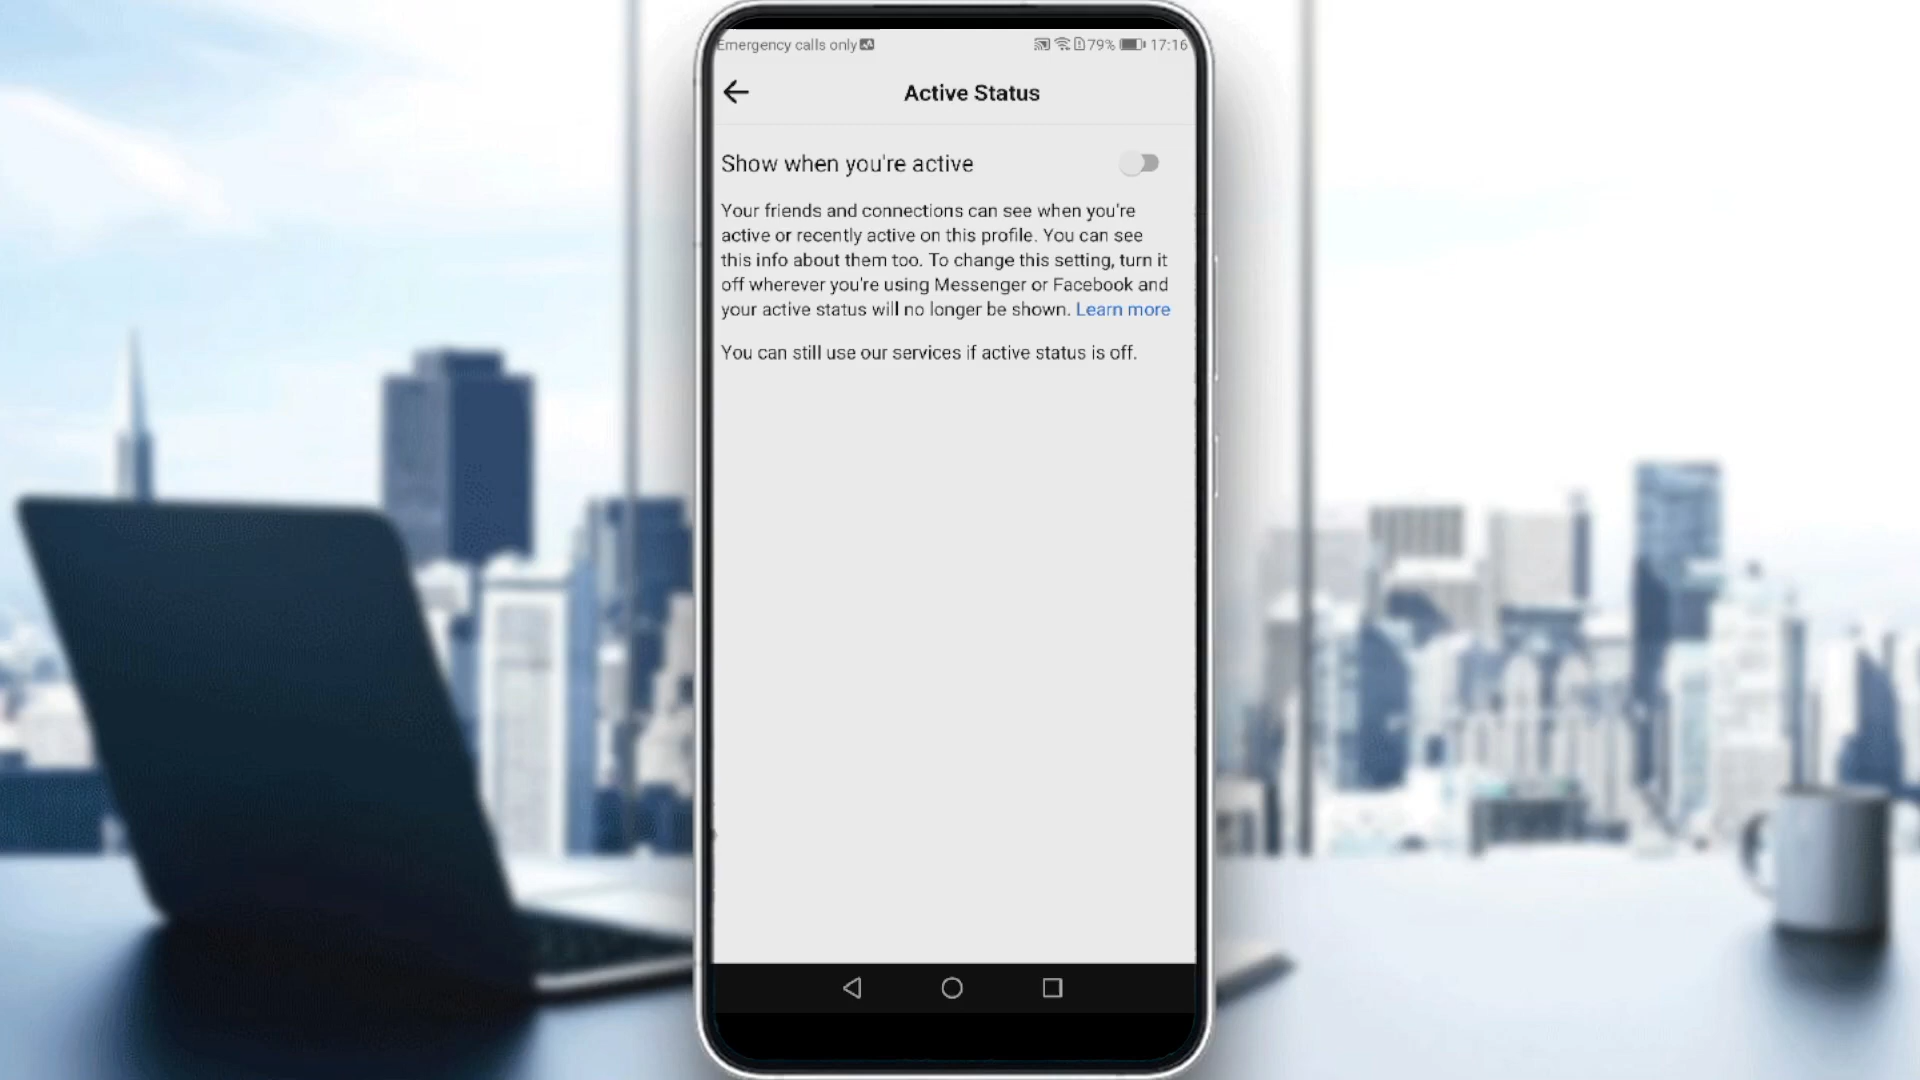 Emergency calls only 79% 17:16
Active Status
Show when you're active
Your friends and connections can see when you're
active or recently active on this profile. You can see
this info about them too. To change this setting, turn it
off wherever you're using Messenger or Facebook and
your active status will no longer be shown. Learn more
You can still use our services if active status is off.